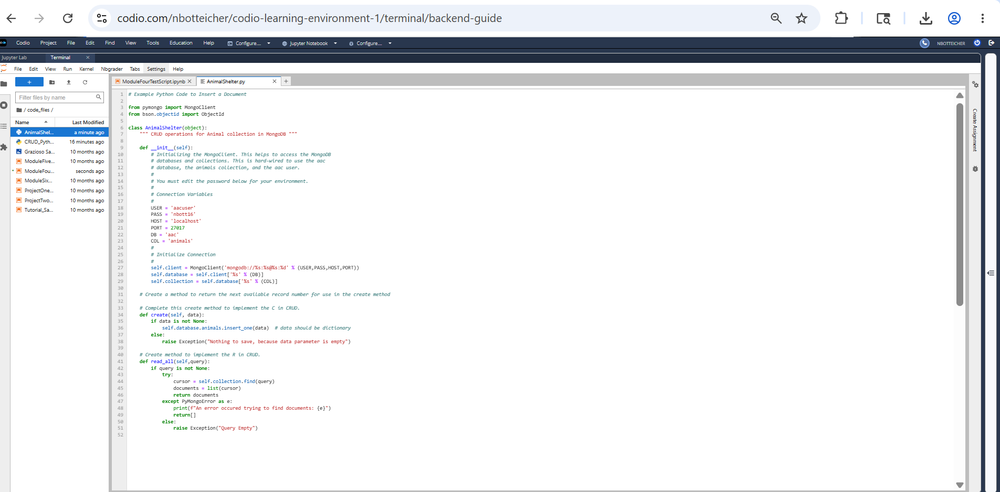 codio.com/nbotteicher/codio-learning-environment-1/terminal/backend-guide
Codio Project File Edit Find View Tools Education Help Configure.... Jupyter Notebook Configure.... NBOTTEICHER
Jupyter Lab Terminal
File Edit View Run Kernel Nbgrader Tabs Settings Help
ModuleFourTestScript.ipynb AnimalShelter.py
Filter files by name
/ code_files /
Name Last Modified
AnimalShel... a minute ago
CRUD_Pyth... 16 minutes ago
Grazioso Sa... 10 months ago
ModuleFive... 10 months ago
ModuleFou... seconds ago
ModuleSix... 10 months ago
ProjectOne... 10 months ago
ProjectTwo... 10 months ago
Tutorial_Sa... 10 months ago
1 # Example Python Code to Insert a Document
2
3 from pymongo import MongoClient
4 from bson.objectid import ObjectId
5
6 class AnimalShelter(object):
7 """ CRUD operations for Animal collection in MongoDB """
8
9 def __init__(self):
10 # Initializing the MongoClient. This helps to access the MongoDB
11 # databases and collections. This is hard-wired to use the aac
12 # database, the animals collection, and the aac user.
13 #
14 # You must edit the password below for your environment.
15 #
16 # Connection Variables
17 #
18 USER = 'aacuser'
19 PASS = 'nbott16'
20 HOST = 'localhost'
21 PORT = 27017
22 DB = 'aac'
23 COL = 'animals'
24 #
25 # Initialize Connection
26 #
27 self.client = MongoClient('mongodb://%s:%s@%s:%d' % (USER,PASS,HOST,PORT))
28 self.database = self.client['%s' % (DB)]
29 self.collection = self.database['%s' % (COL)]
30
31 # Create a method to return the next available record number for use in the create method
32
33 # Complete this create method to implement the C in CRUD.
34 def create(self, data):
35 if data is not None:
36 self.database.animals.insert_one(data) # data should be dictionary
37 else:
38 raise Exception("Nothing to save, because data parameter is empty")
39
40 # Create method to implement the R in CRUD.
41 def read_all(self,query):
42 if query is not None:
43 try:
44 cursor = self.collection.find(query)
45 documents = list(cursor)
46 return documents
47 except PyMongoError as e:
48 print(f"An error occured trying to find documents: {e}")
49 return[]
50 else:
51 raise Exception("Query Empty")
52
Create Assignment